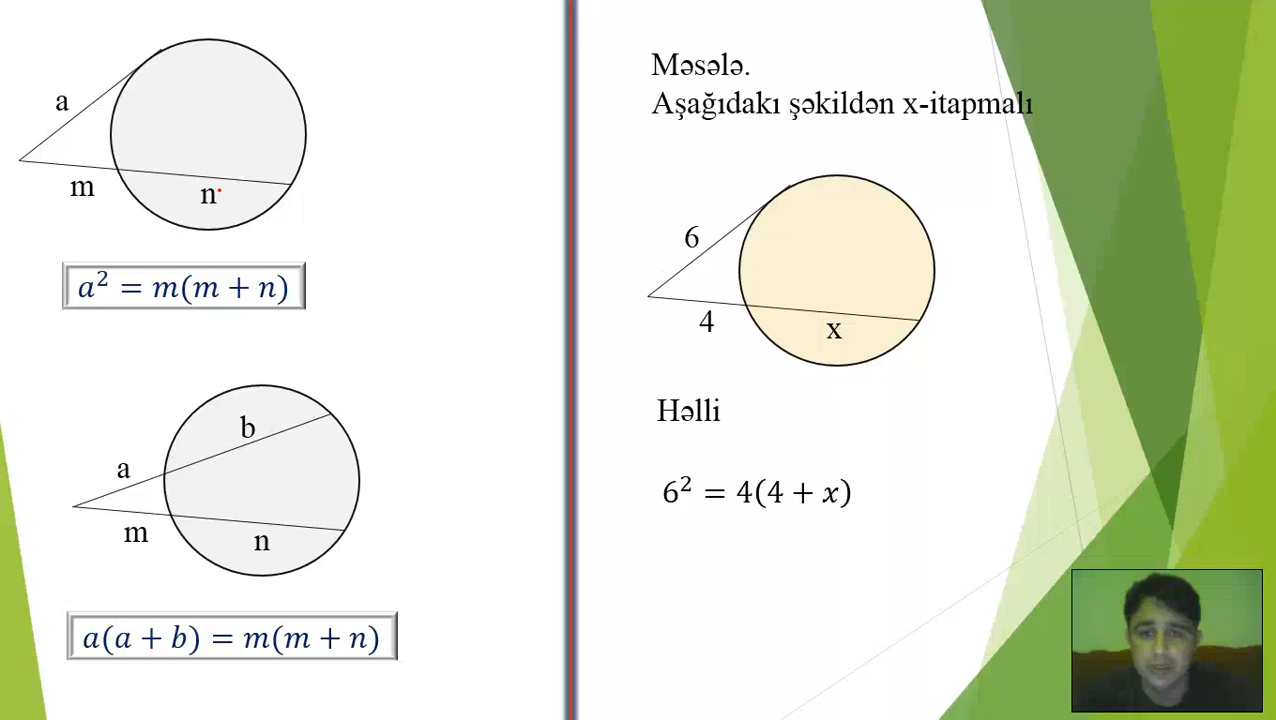 a
m
n
a² = m(m + n)
b
a
m
n
a(a + b) = m(m + n)
Məsələ.
Aşağıdakı şəkildən x-itapmalı
6
4
x
Həlli
6² = 4(4 + x)